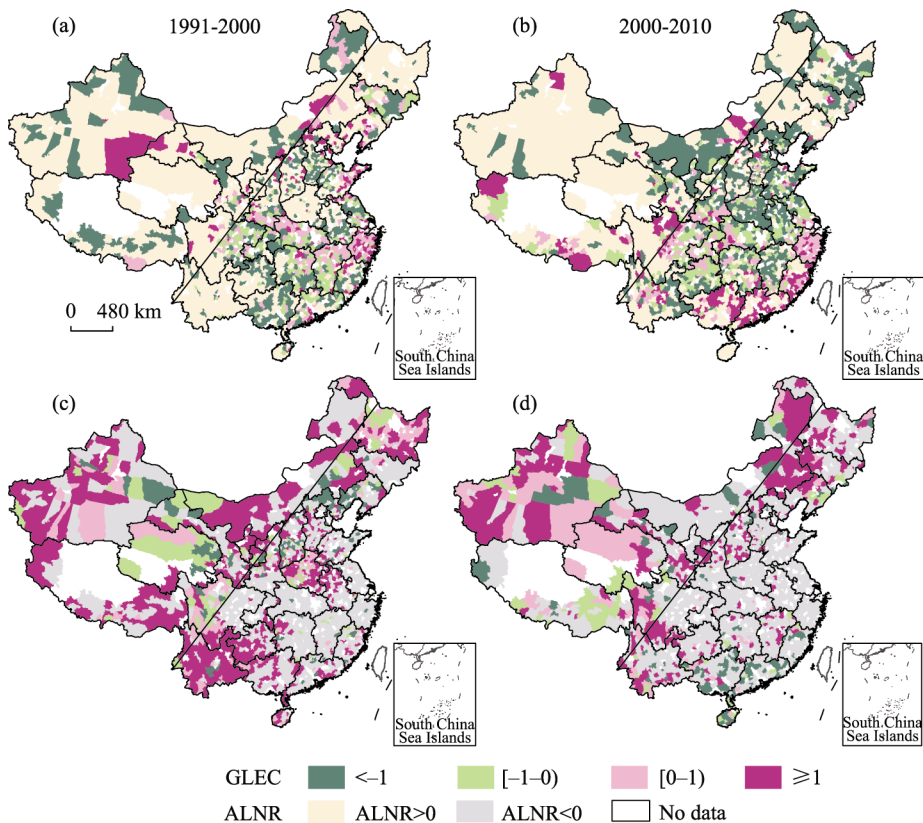 (a) 1991-2000
(b) 2000-2010
0 480 km
South China
Sea Islands
South China
Sea Islands
(c)
(d)
South China
Sea Islands
South China
Sea Islands
GLEC <–1 [–1–0) [0–1) ⩾1
ALNR ALNR>0 ALNR<0 No data